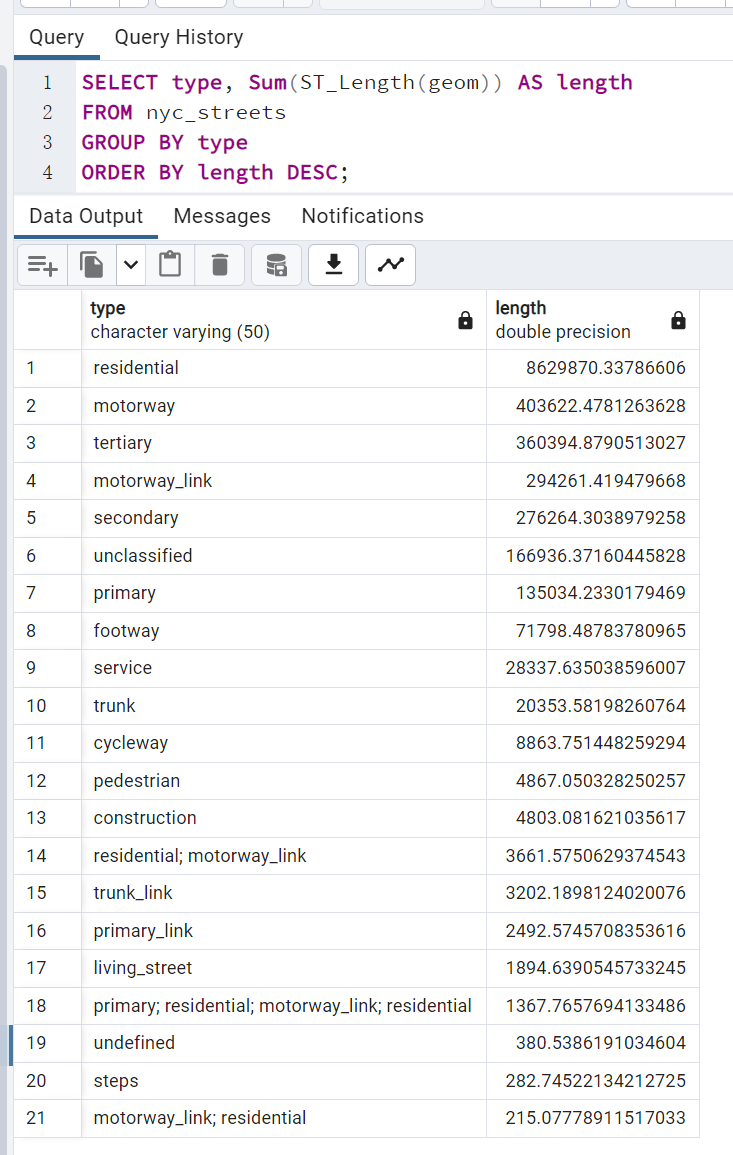 Query Query History
1 SELECT type, Sum(ST_Length(geom)) AS length
2 FROM nyc_streets
3 GROUP BY type
4 ORDER BY length DESC;
Data Output Messages Notifications
type length
character varying (50) double precision
1 residential 8629870.33786606
2 motorway 403622.4781263628
3 tertiary 360394.8790513027
4 motorway_link 294261.419479668
5 secondary 276264.3038979258
6 unclassified 166936.37160445828
7 primary 135034.2330179469
8 footway 71798.48783780965
9 service 28337.635038596007
10 trunk 20353.58198260764
11 cycleway 8863.751448259294
12 pedestrian 4867.050328250257
13 construction 4803.081621035617
14 residential; motorway_link 3661.5750629374543
15 trunk_link 3202.1898124020076
16 primary_link 2492.5745708353616
17 living_street 1894.6390545733245
18 primary; residential; motorway_link; residential 1367.7657694133486
19 undefined 380.5386191034604
20 steps 282.74522134212725
21 motorway_link; residential 215.07778911517033